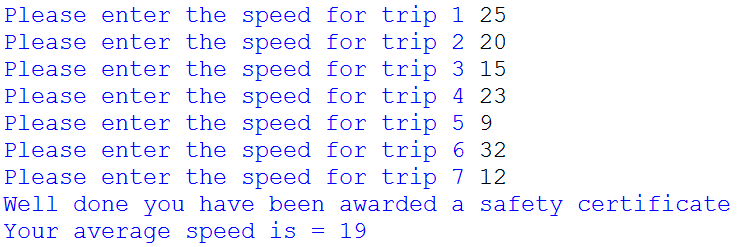 Please enter the speed for trip 1 25
Please enter the speed for trip 2 20
Please enter the speed for trip 3 15
Please enter the speed for trip 4 23
Please enter the speed for trip 5 9
Please enter the speed for trip 6 32
Please enter the speed for trip 7 12
Well done you have been awarded a safety certificate
Your average speed is = 19